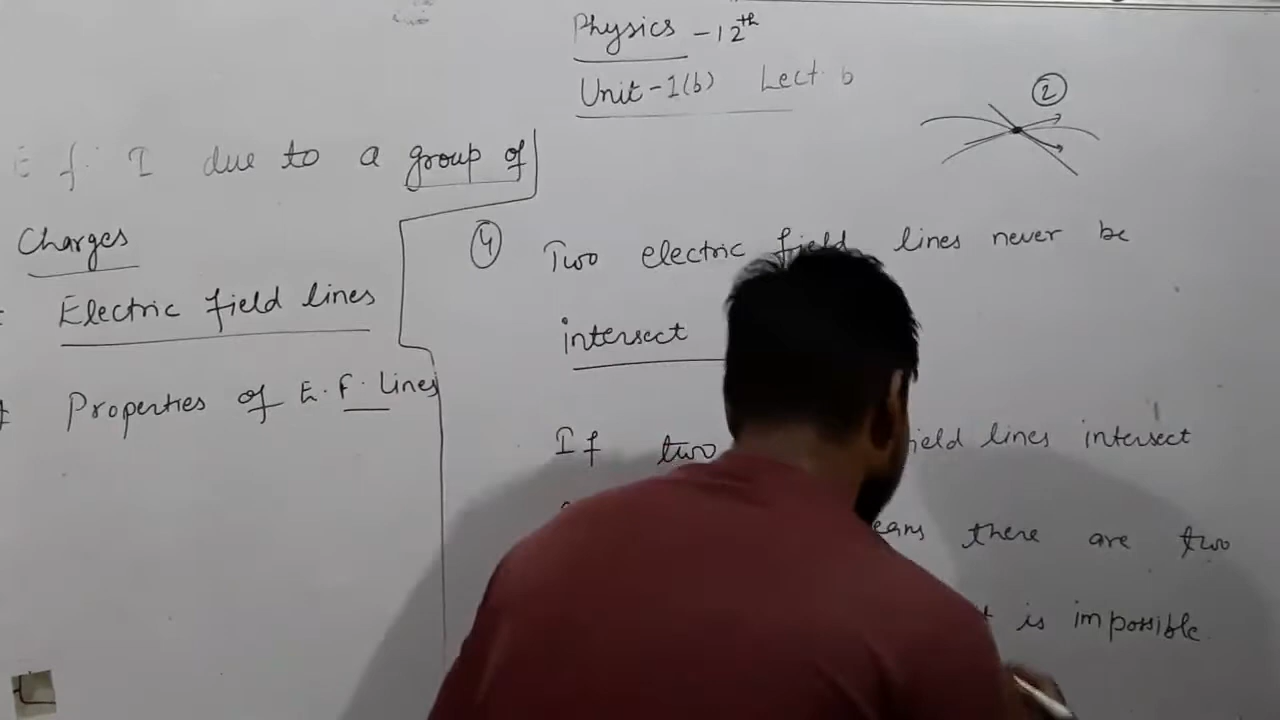 Physics - 12th
Unit - 1(b) Lect. 6
2
E f. I due to a group of
Charges
Electric field lines
Properties of E. F. Lines
4 Two electric field lines never be
intersect
If two field lines intersect
there are two
is impossible.